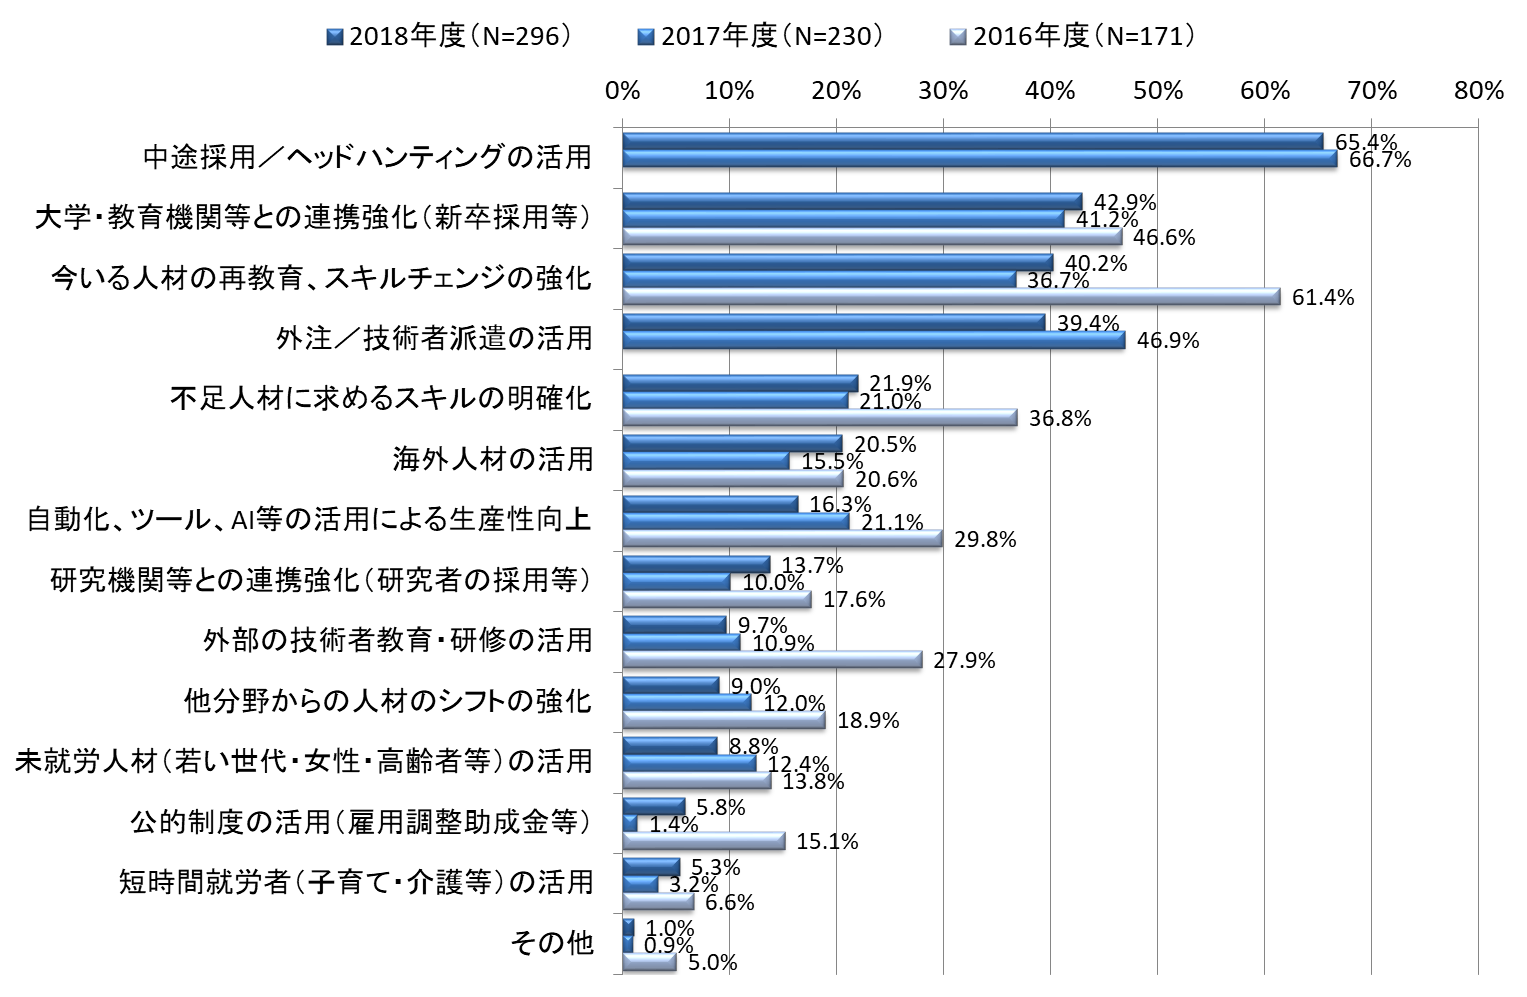 2018年度（N=296） 2017年度（N=230） 2016年度（N=171）
0% 10% 20% 30% 40% 50% 60% 70% 80%
中途採用／ヘッドハンティングの活用 65.4% 66.7%
大学・教育機関等との連携強化（新卒採用等） 42.9% 41.2% 46.6%
今いる人材の再教育、スキルチェンジの強化 40.2% 36.7% 61.4%
外注／技術者派遣の活用 39.4% 46.9%
不足人材に求めるスキルの明確化 21.9% 21.0% 36.8%
海外人材の活用 20.5% 15.5% 20.6%
自動化、ツール、AI等の活用による生産性向上 16.3% 21.1% 29.8%
研究機関等との連携強化（研究者の採用等） 13.7% 10.0% 17.6%
外部の技術者教育・研修の活用 9.7% 10.9% 27.9%
他分野からの人材のシフトの強化 9.0% 12.0% 18.9%
未就労人材（若い世代・女性・高齢者等）の活用 8.8% 12.4% 13.8%
公的制度の活用（雇用調整助成金等） 5.8% 1.4% 15.1%
短時間就労者（子育て・介護等）の活用 5.3% 3.2% 6.6%
その他 1.0% 0.9% 5.0%